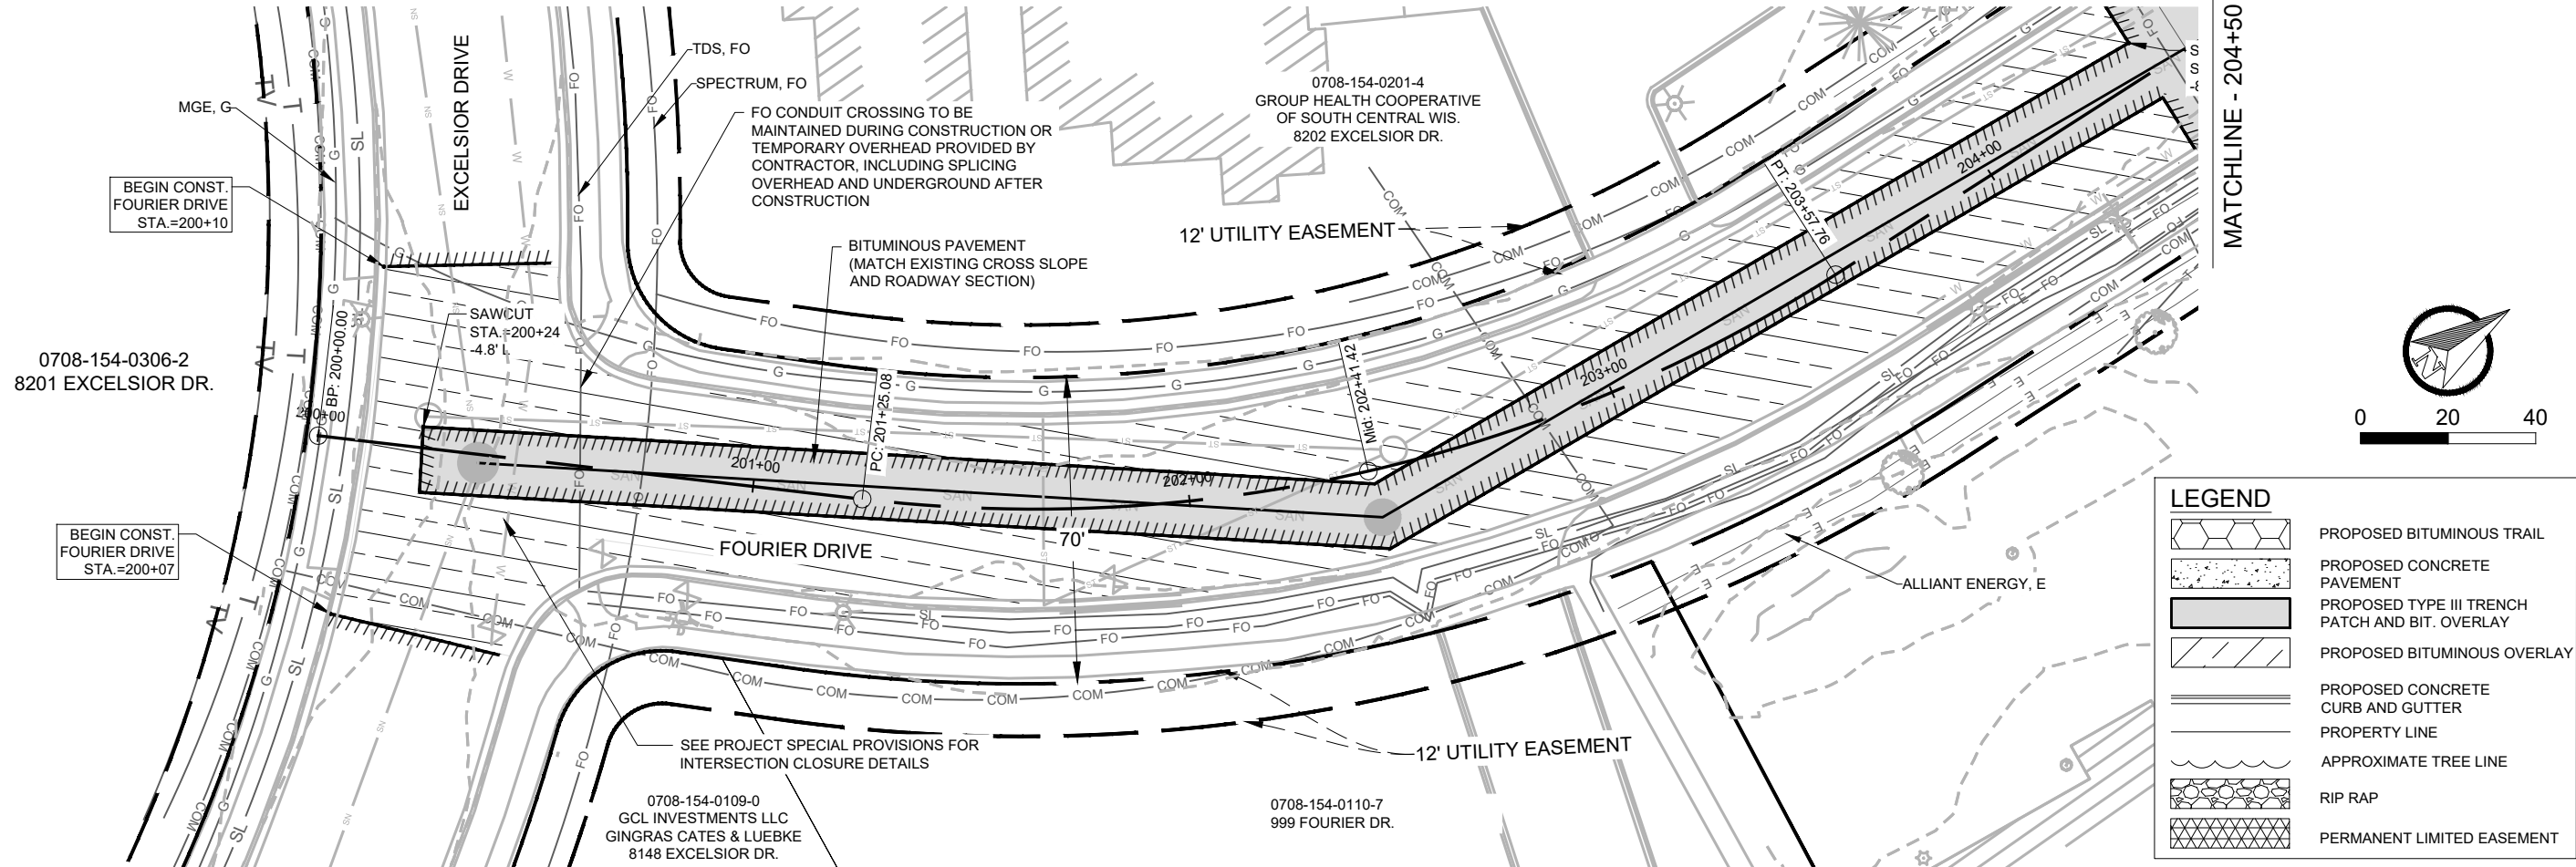 EXCELSIOR DRIVE
TDS, FO
SPECTRUM, FO
MGE, G
FO CONDUIT CROSSING TO BE
MAINTAINED DURING CONSTRUCTION OR
TEMPORARY OVERHEAD PROVIDED BY
CONTRACTOR, INCLUDING SPLICING
OVERHEAD AND UNDERGROUND AFTER
CONSTRUCTION
0708-154-0201-4
GROUP HEALTH COOPERATIVE
OF SOUTH CENTRAL WIS.
8202 EXCELSIOR DR.
MATCHLINE - 204+50
BEGIN CONST.
FOURIER DRIVE
STA.=200+10
12' UTILITY EASEMENT
BITUMINOUS PAVEMENT
(MATCH EXISTING CROSS SLOPE
AND ROADWAY SECTION)
SAWCUT
STA.=200+24
-4.8' L
0708-154-0306-2
8201 EXCELSIOR DR.
BP: 200+00.00
200+00
PC: 201+25.08
201+00
202+00
Mid: 202+41.42
203+00
PT: 203+57.76
204+00
FOURIER DRIVE
70'
BEGIN CONST.
FOURIER DRIVE
STA.=200+07
ALLIANT ENERGY, E
SEE PROJECT SPECIAL PROVISIONS FOR
INTERSECTION CLOSURE DETAILS
12' UTILITY EASEMENT
0708-154-0109-0
GCL INVESTMENTS LLC
GINGRAS CATES & LUEBKE
8148 EXCELSIOR DR.
0708-154-0110-7
999 FOURIER DR.
N
0 20 40
LEGEND
PROPOSED BITUMINOUS TRAIL
PROPOSED CONCRETE
PAVEMENT
PROPOSED TYPE III TRENCH
PATCH AND BIT. OVERLAY
PROPOSED BITUMINOUS OVERLAY
PROPOSED CONCRETE
CURB AND GUTTER
PROPERTY LINE
APPROXIMATE TREE LINE
RIP RAP
PERMANENT LIMITED EASEMENT